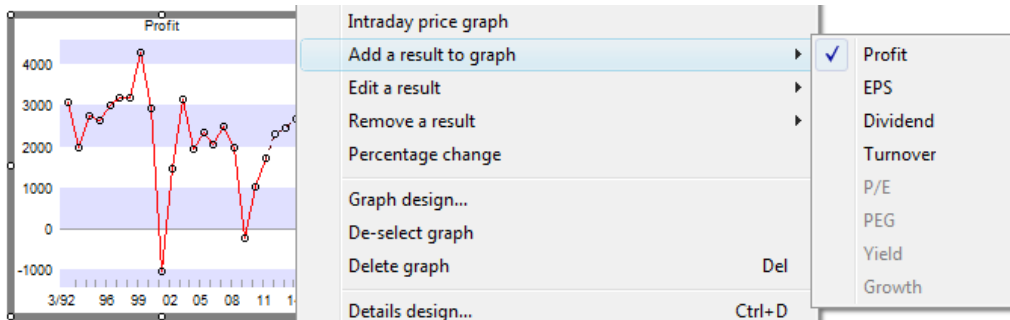 Profit
4000
3000
2000
1000
0
-1000
3/92 96 99 02 05 08 11
Intraday price graph
Add a result to graph
Edit a result
Remove a result
Percentage change
Graph design...
De-select graph
Delete graph Del
Details design... Ctrl+D
Profit
EPS
Dividend
Turnover
P/E
PEG
Yield
Growth